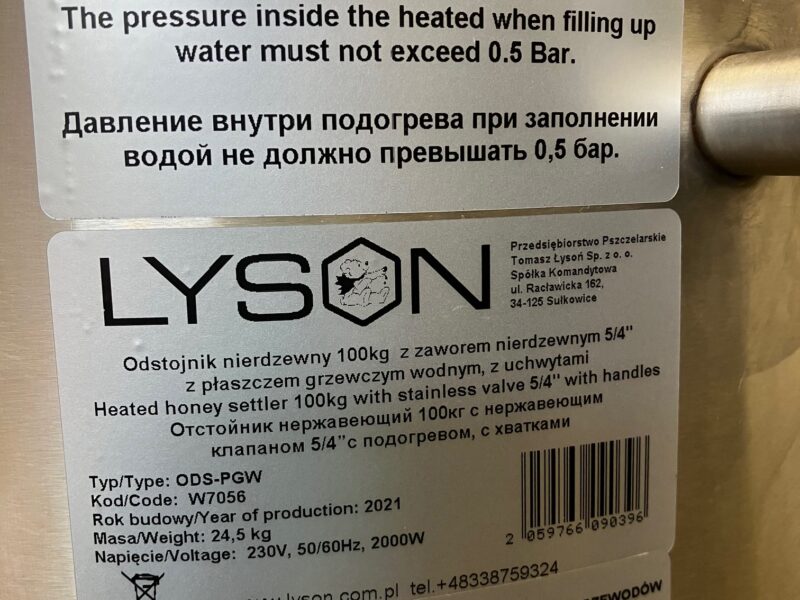 The pressure inside the heated when filling up
water must not exceed 0.5 Bar.
Давление внутри подогрева при заполнении
водой не должно превышать 0,5 бар.
LYSON
Przedsiębiorstwo Pszczelarskie
Tomasz Łysoń Sp. z o. o.
Spółka Komandytowa
ul. Racławicka 162,
34-125 Sułkowice
Odstojnik nierdzewny 100kg z zaworem nierdzewnym 5/4"
z płaszczem grzewczym wodnym, z uchwytami
Heated honey settler 100kg with stainless valve 5/4" with handles
Отстойник нержавеющий 100кг с нержавеющим
клапаном 5/4" с подогревом, с хватками
Typ/Type: ODS-PGW
Kod/Code: W7056
Rok budowy/Year of production: 2021
Masa/Weight: 24,5 kg
Napięcie/Voltage: 230V, 50/60Hz, 2000W
2 059766 090396
lyson.com.pl tel.+48338759324